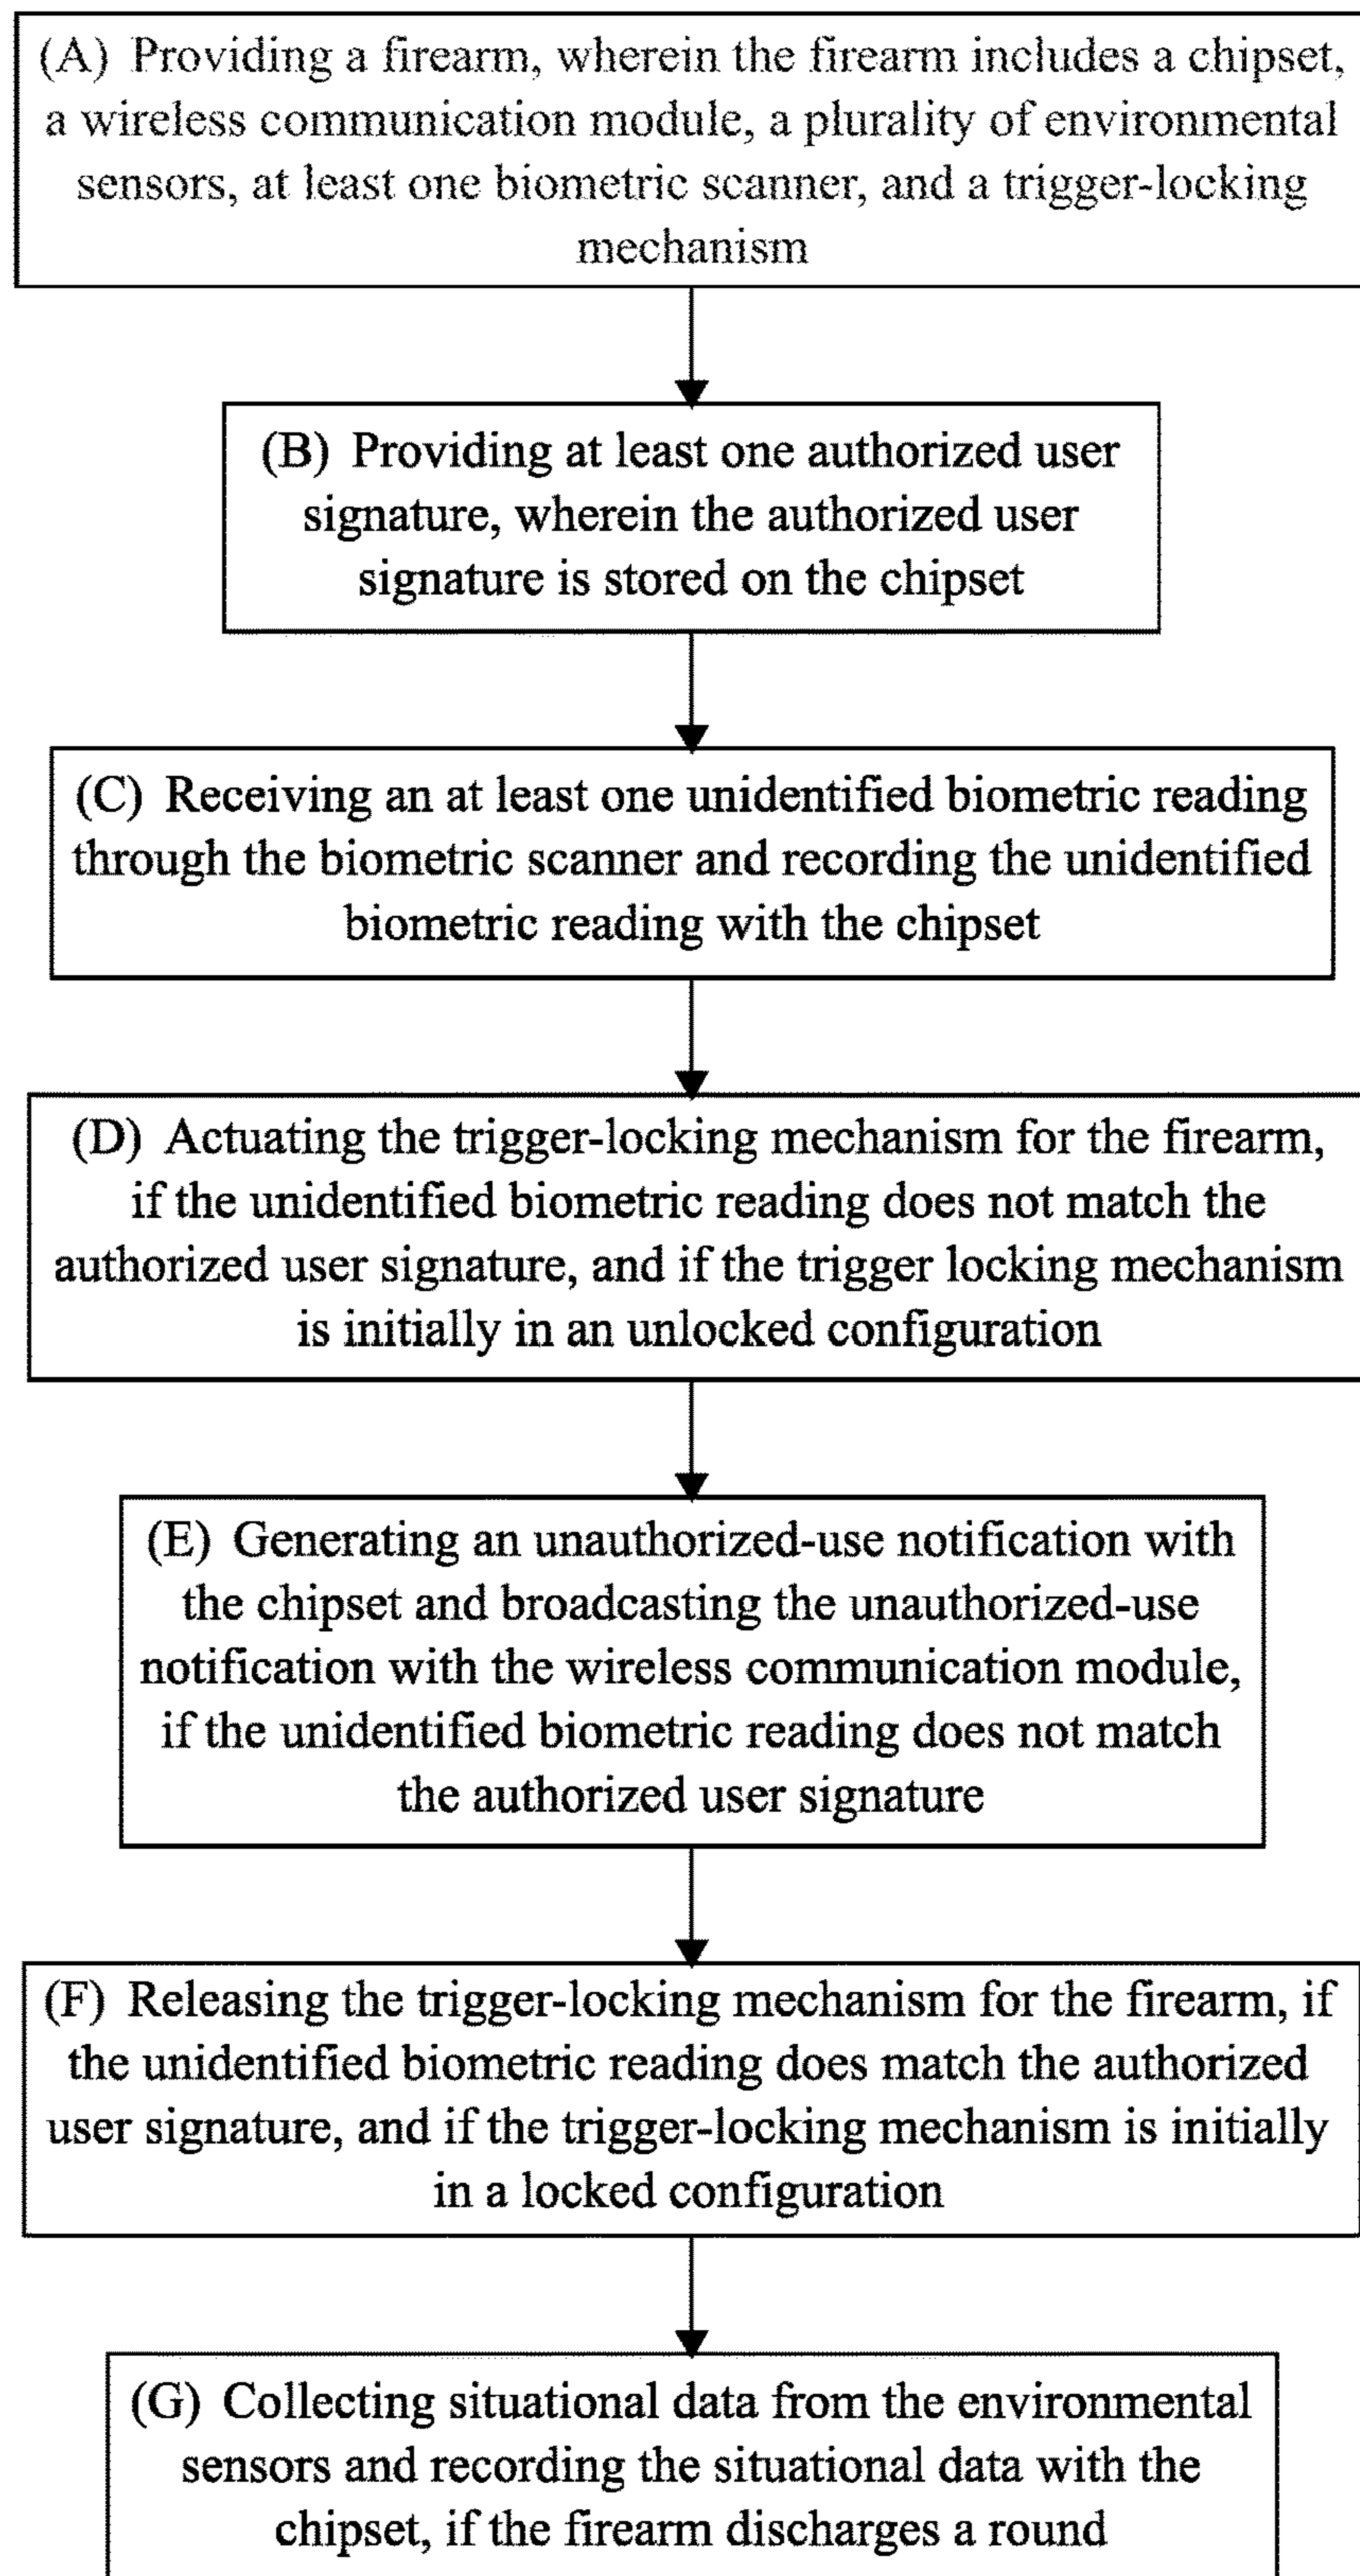 (A) Providing a firearm, wherein the firearm includes a chipset,
a wireless communication module, a plurality of environmental
sensors, at least one biometric scanner, and a trigger-locking
mechanism
(B) Providing at least one authorized user
signature, wherein the authorized user
signature is stored on the chipset
(C) Receiving an at least one unidentified biometric reading
through the biometric scanner and recording the unidentified
biometric reading with the chipset
(D) Actuating the trigger-locking mechanism for the firearm,
if the unidentified biometric reading does not match the
authorized user signature, and if the trigger locking mechanism
is initially in an unlocked configuration
(E) Generating an unauthorized-use notification with
the chipset and broadcasting the unauthorized-use
notification with the wireless communication module,
if the unidentified biometric reading does not match
the authorized user signature
(F) Releasing the trigger-locking mechanism for the firearm, if
the unidentified biometric reading does match the authorized
user signature, and if the trigger-locking mechanism is initially
in a locked configuration
(G) Collecting situational data from the environmental
sensors and recording the situational data with the
chipset, if the firearm discharges a round